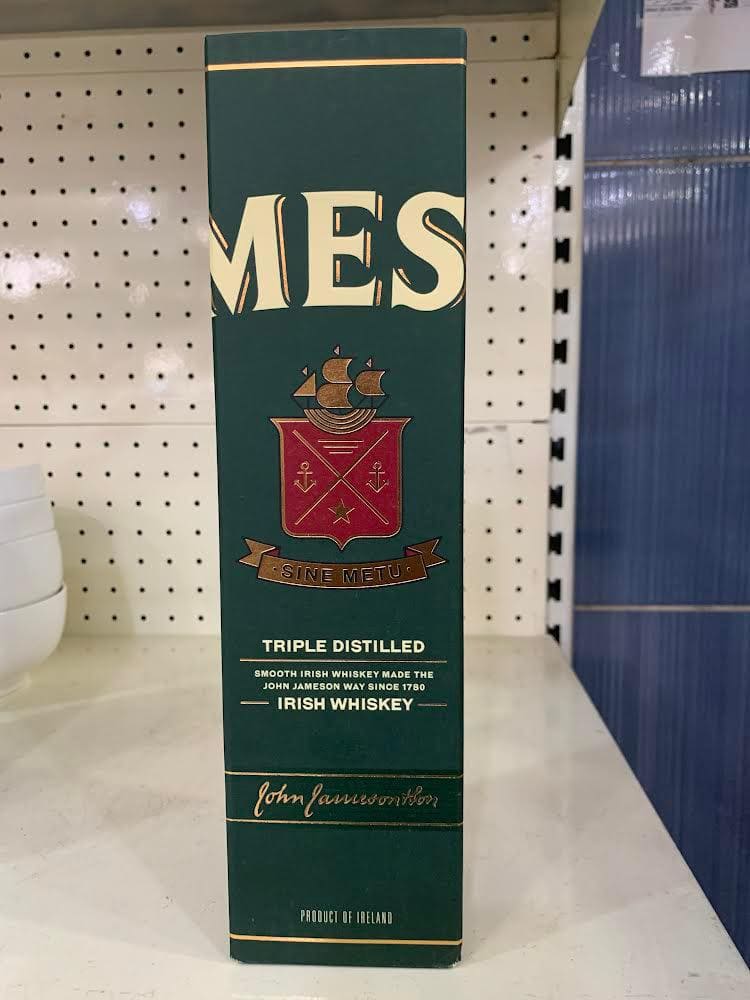 MES
·SINE METU·
TRIPLE DISTILLED
SMOOTH IRISH WHISKEY MADE THE
JOHN JAMESON WAY SINCE 1780
IRISH WHISKEY
John Jameson & Son
PRODUCT OF IRELAND